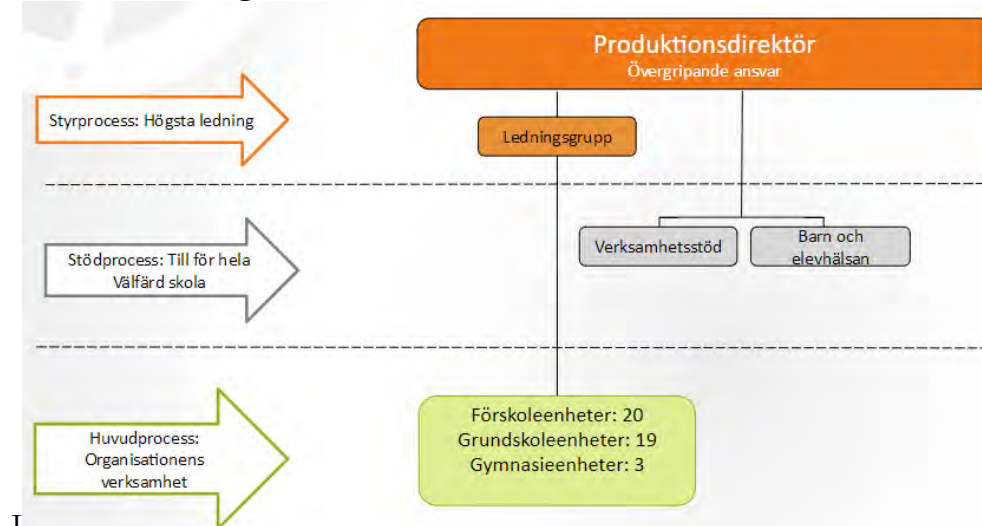 Produktionsdirektör
Övergripande ansvar
Styrprocess: Högsta ledning
Ledningsgrupp
Stödprocess: Till för hela
Välfärd skola
Verksamhetsstöd
Barn och
elevhälsan
Huvudprocess:
Organisationens
verksamhet
Förskoleenheter: 20
Grundskoleenheter: 19
Gymnasieenheter: 3